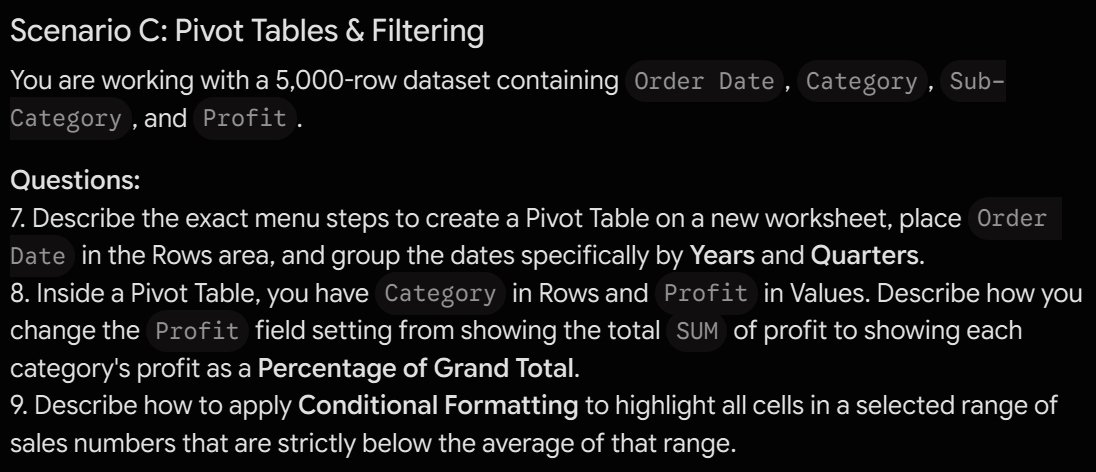 Scenario C: Pivot Tables & Filtering
You are working with a 5,000-row dataset containing Order Date , Category , Sub-
Category , and Profit .
Questions:
7. Describe the exact menu steps to create a Pivot Table on a new worksheet, place Order
Date in the Rows area, and group the dates specifically by Years and Quarters.
8. Inside a Pivot Table, you have Category in Rows and Profit in Values. Describe how you
change the Profit field setting from showing the total SUM of profit to showing each
category's profit as a Percentage of Grand Total.
9. Describe how to apply Conditional Formatting to highlight all cells in a selected range of
sales numbers that are strictly below the average of that range.